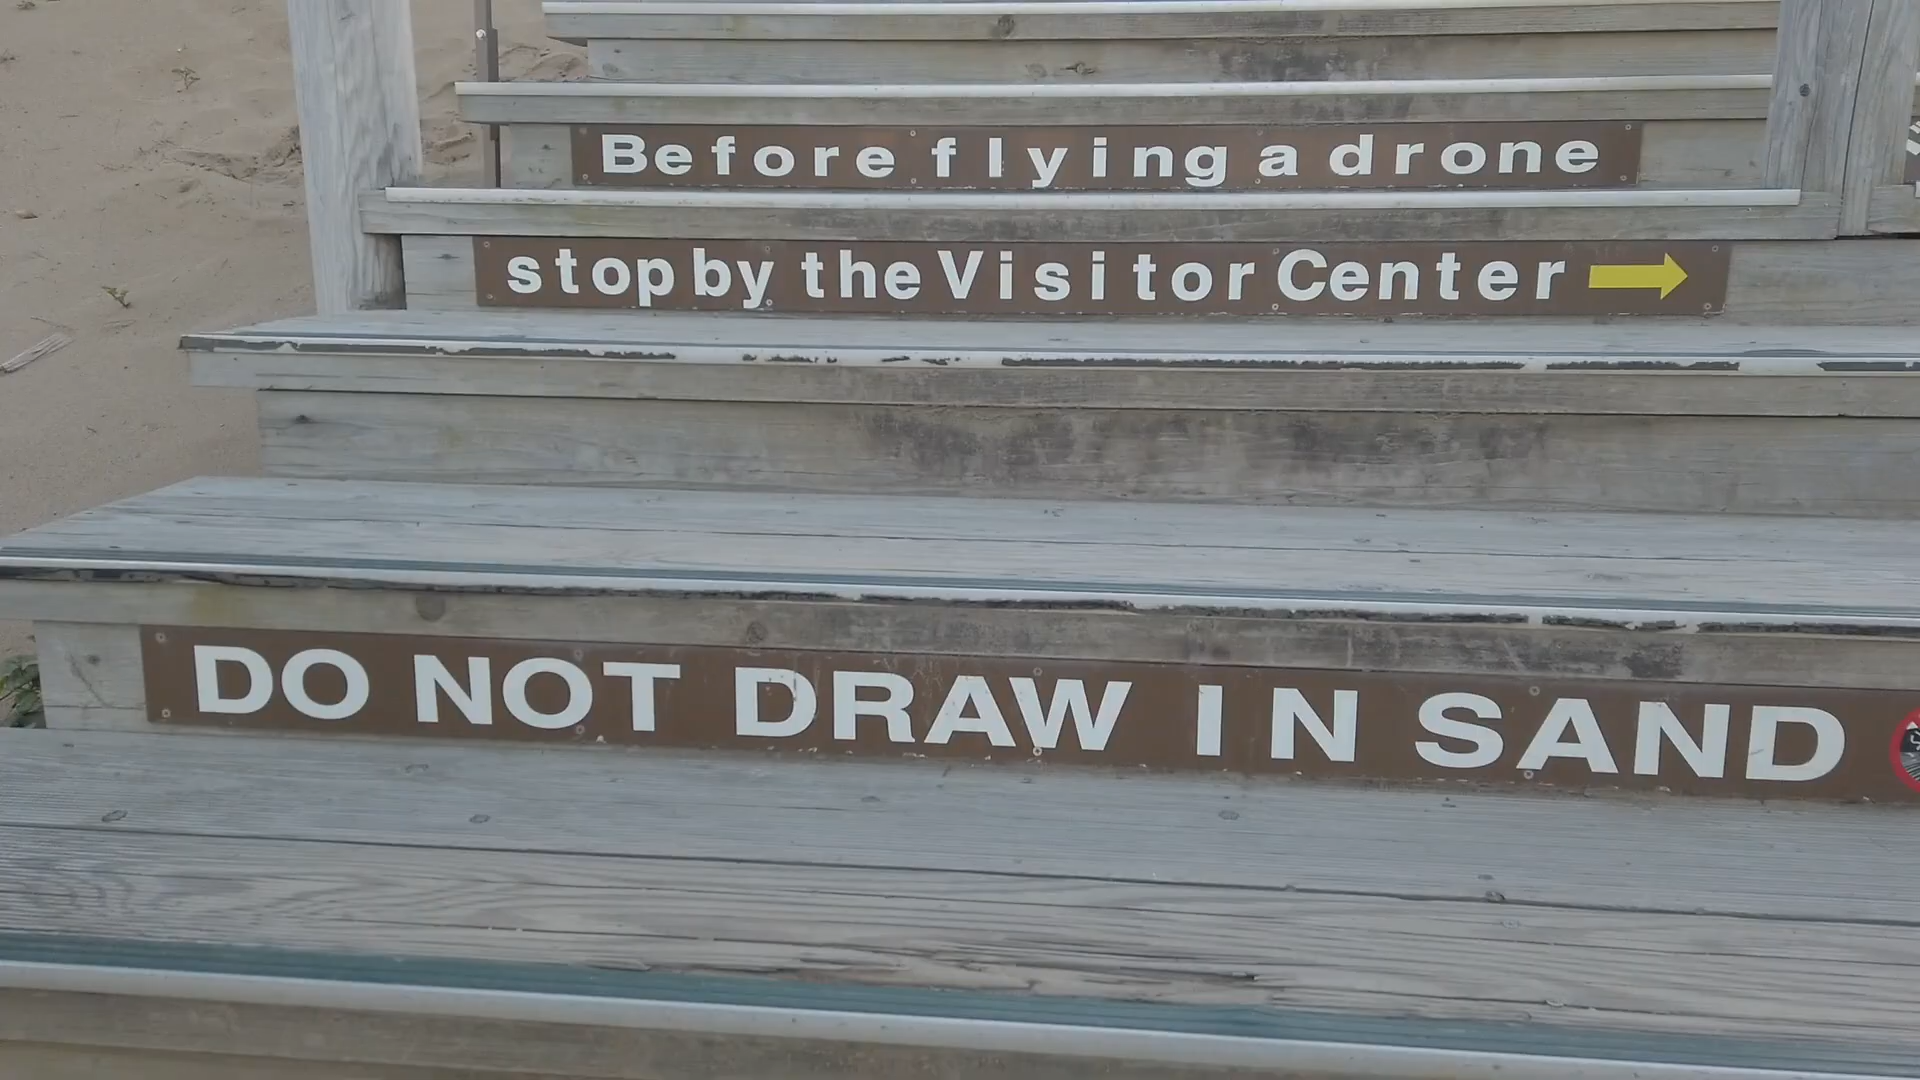 Before flying a drone
stop by the Visitor Center
DO NOT DRAW IN SAND